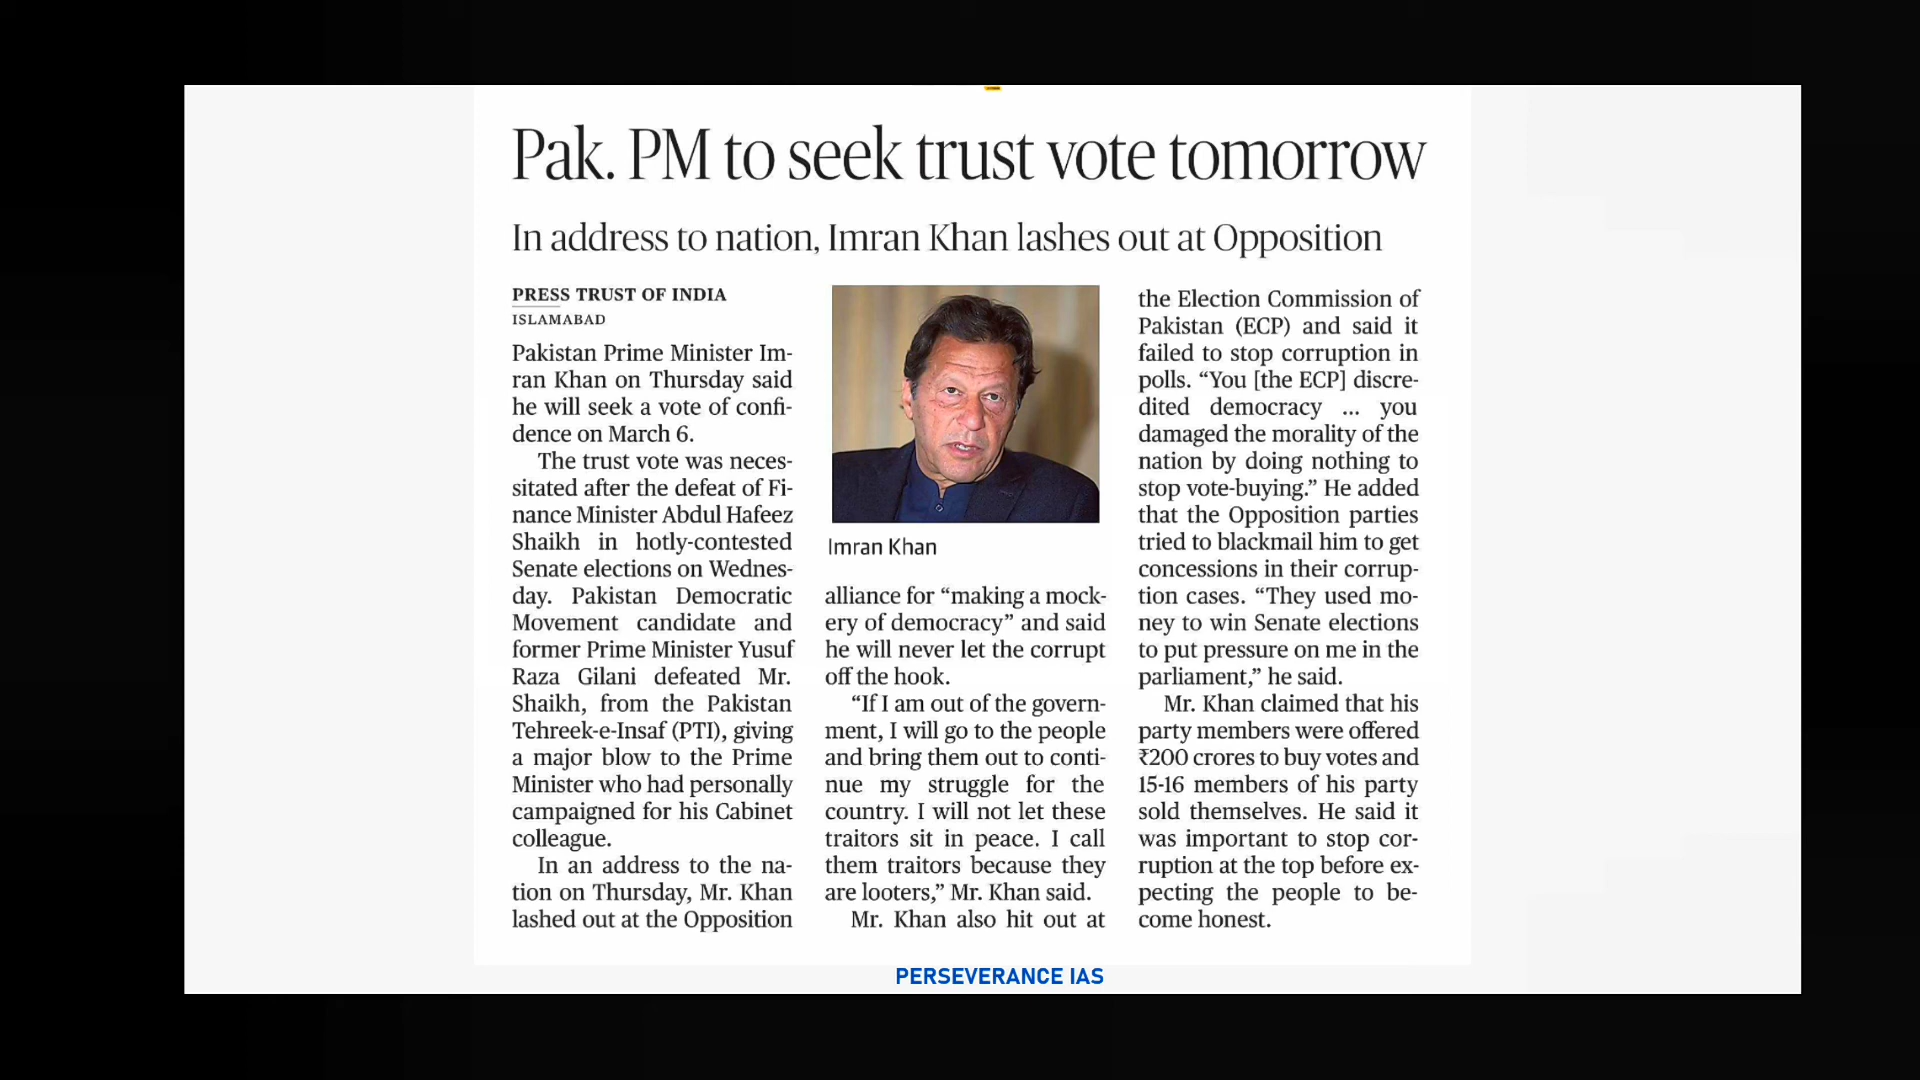 Pak. PM to seek trust vote tomorrow
In address to nation, Imran Khan lashes out at Opposition
PRESS TRUST OF INDIA
ISLAMABAD
Pakistan Prime Minister Im-
ran Khan on Thursday said
he will seek a vote of confi-
dence on March 6.
The trust vote was neces-
sitated after the defeat of Fi-
nance Minister Abdul Hafeez
Shaikh in hotly-contested
Senate elections on Wednes-
day. Pakistan Democratic
Movement candidate and
former Prime Minister Yusuf
Raza Gilani defeated Mr.
Shaikh, from the Pakistan
Tehreek-e-Insaf (PTI), giving
a major blow to the Prime
Minister who had personally
campaigned for his Cabinet
colleague.
In an address to the na-
tion on Thursday, Mr. Khan
lashed out at the Opposition
Imran Khan
alliance for “making a mock-
ery of democracy” and said
he will never let the corrupt
off the hook.
“If I am out of the govern-
ment, I will go to the people
and bring them out to conti-
nue my struggle for the
country. I will not let these
traitors sit in peace. I call
them traitors because they
are looters,” Mr. Khan said.
Mr. Khan also hit out at
the Election Commission of
Pakistan (ECP) and said it
failed to stop corruption in
polls. “You [the ECP] discre-
dited democracy ... you
damaged the morality of the
nation by doing nothing to
stop vote-buying.” He added
that the Opposition parties
tried to blackmail him to get
concessions in their corrup-
tion cases. “They used mo-
ney to win Senate elections
to put pressure on me in the
parliament,” he said.
Mr. Khan claimed that his
party members were offered
₹200 crores to buy votes and
15-16 members of his party
sold themselves. He said it
was important to stop cor-
ruption at the top before ex-
pecting the people to be-
come honest.
PERSEVERANCE IAS